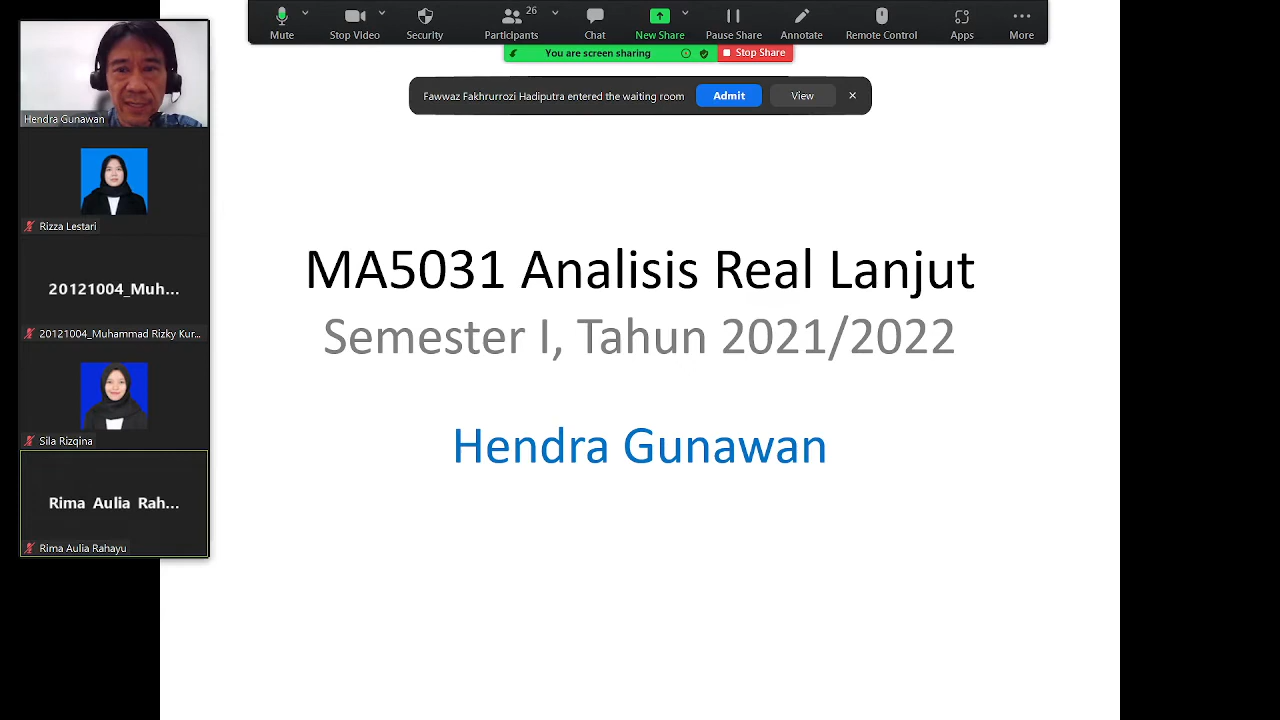 26
Mute
Stop Video
Security
Participants
Chat
New Share
Pause Share
Annotate
Remote Control
Apps
More
You are screen sharing
Stop Share
Fawwaz Fakhrurrozi Hadiputra entered the waiting room
Admit
View
Hendra Gunawan
Rizza Lestari
20121004_Muh...
20121004_Muhammad Rizky Kur...
Sila Rizqina
Rima Aulia Rah...
Rima Aulia Rahayu
MA5031 Analisis Real Lanjut
Semester I, Tahun 2021/2022
Hendra Gunawan